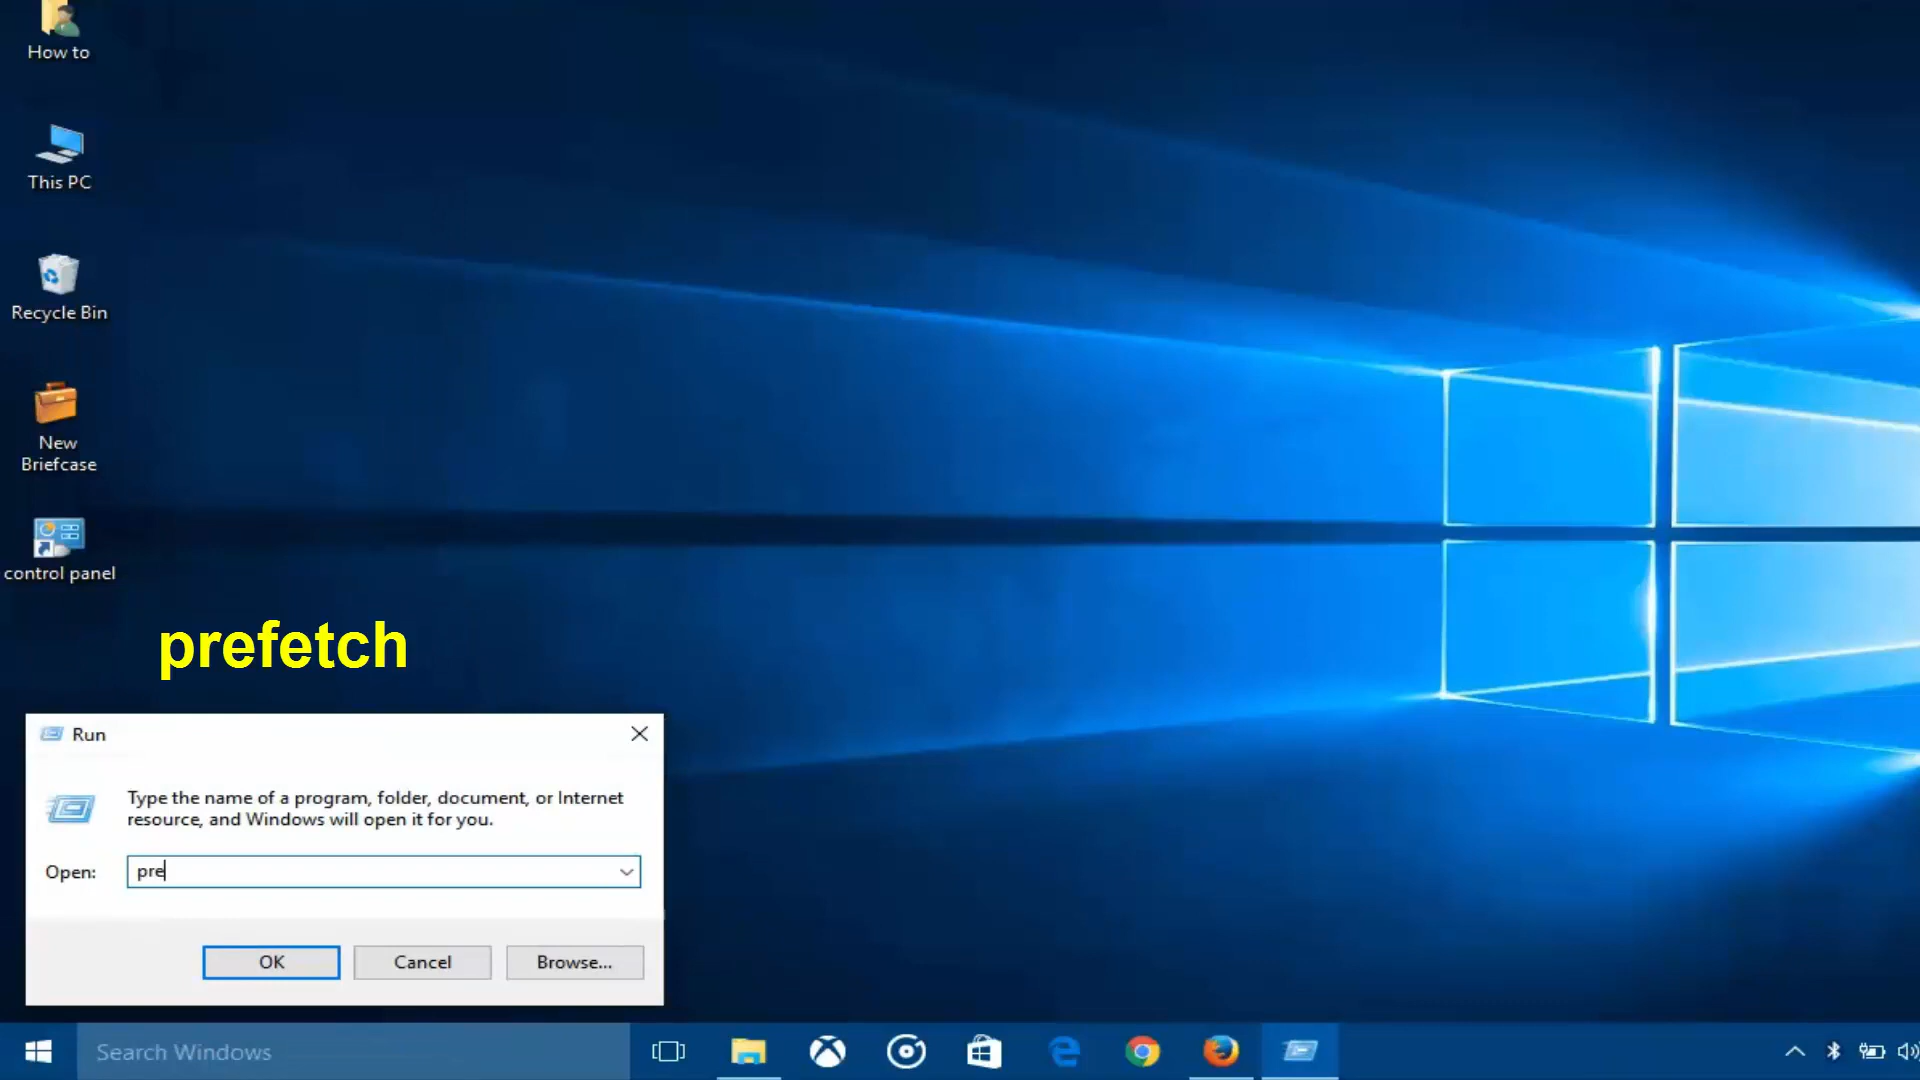 How to
This PC
Recycle Bin
New
Briefcase
control panel
prefetch
Run
Type the name of a program, folder, document, or Internet
resource, and Windows will open it for you.
Open: pre
OK Cancel Browse...
Search Windows